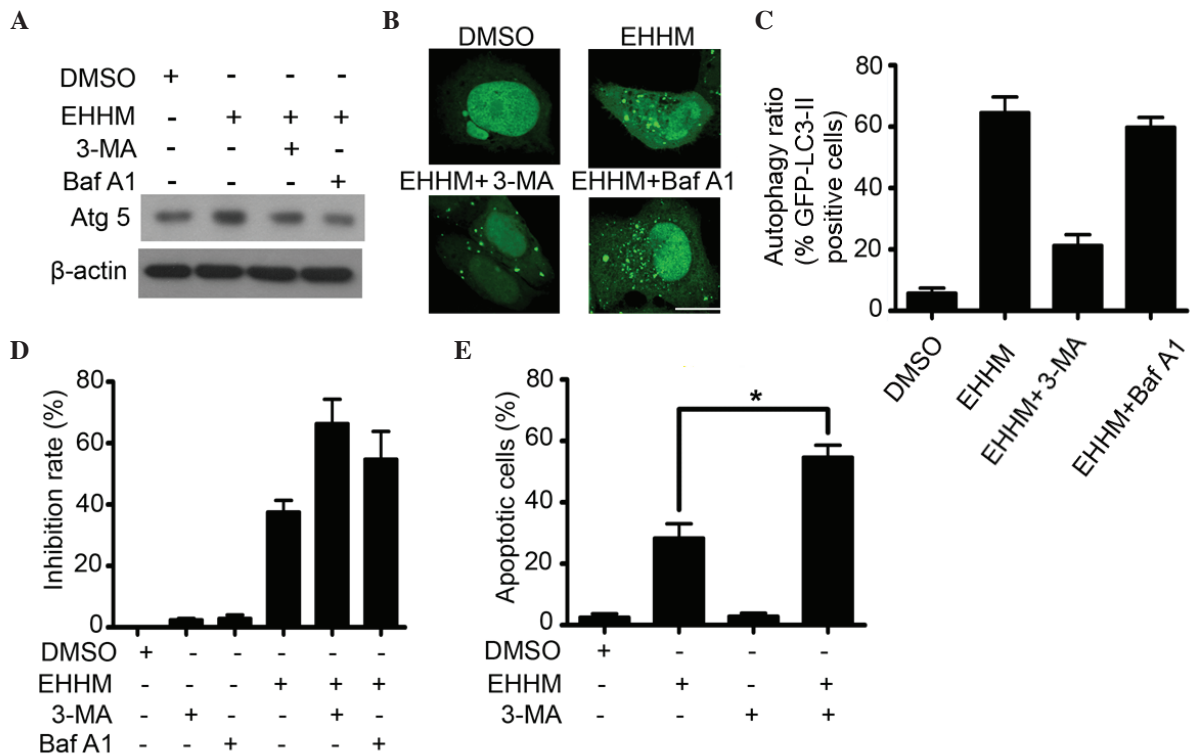 A
DMSO + - - -
EHHM - + + +
3-MA - - + -
Baf A1 - - - +
Atg 5
β-actin
B
DMSO EHHM
EHHM+ 3-MA EHHM+Baf A1
C
Autophagy ratio
(% GFP-LC3-II
positive cells)
80
60
40
20
0
DMSO
EHHM
EHHM+ 3-MA
EHHM+Baf A1
D
Inhibition rate (%)
80
60
40
20
0
DMSO + - - - - -
EHHM - - - + + +
3-MA - + - - + -
Baf A1 - - + - - +
E
Apoptotic cells (%)
80
60
40
20
0
*
DMSO + - - -
EHHM - + - +
3-MA - - + +